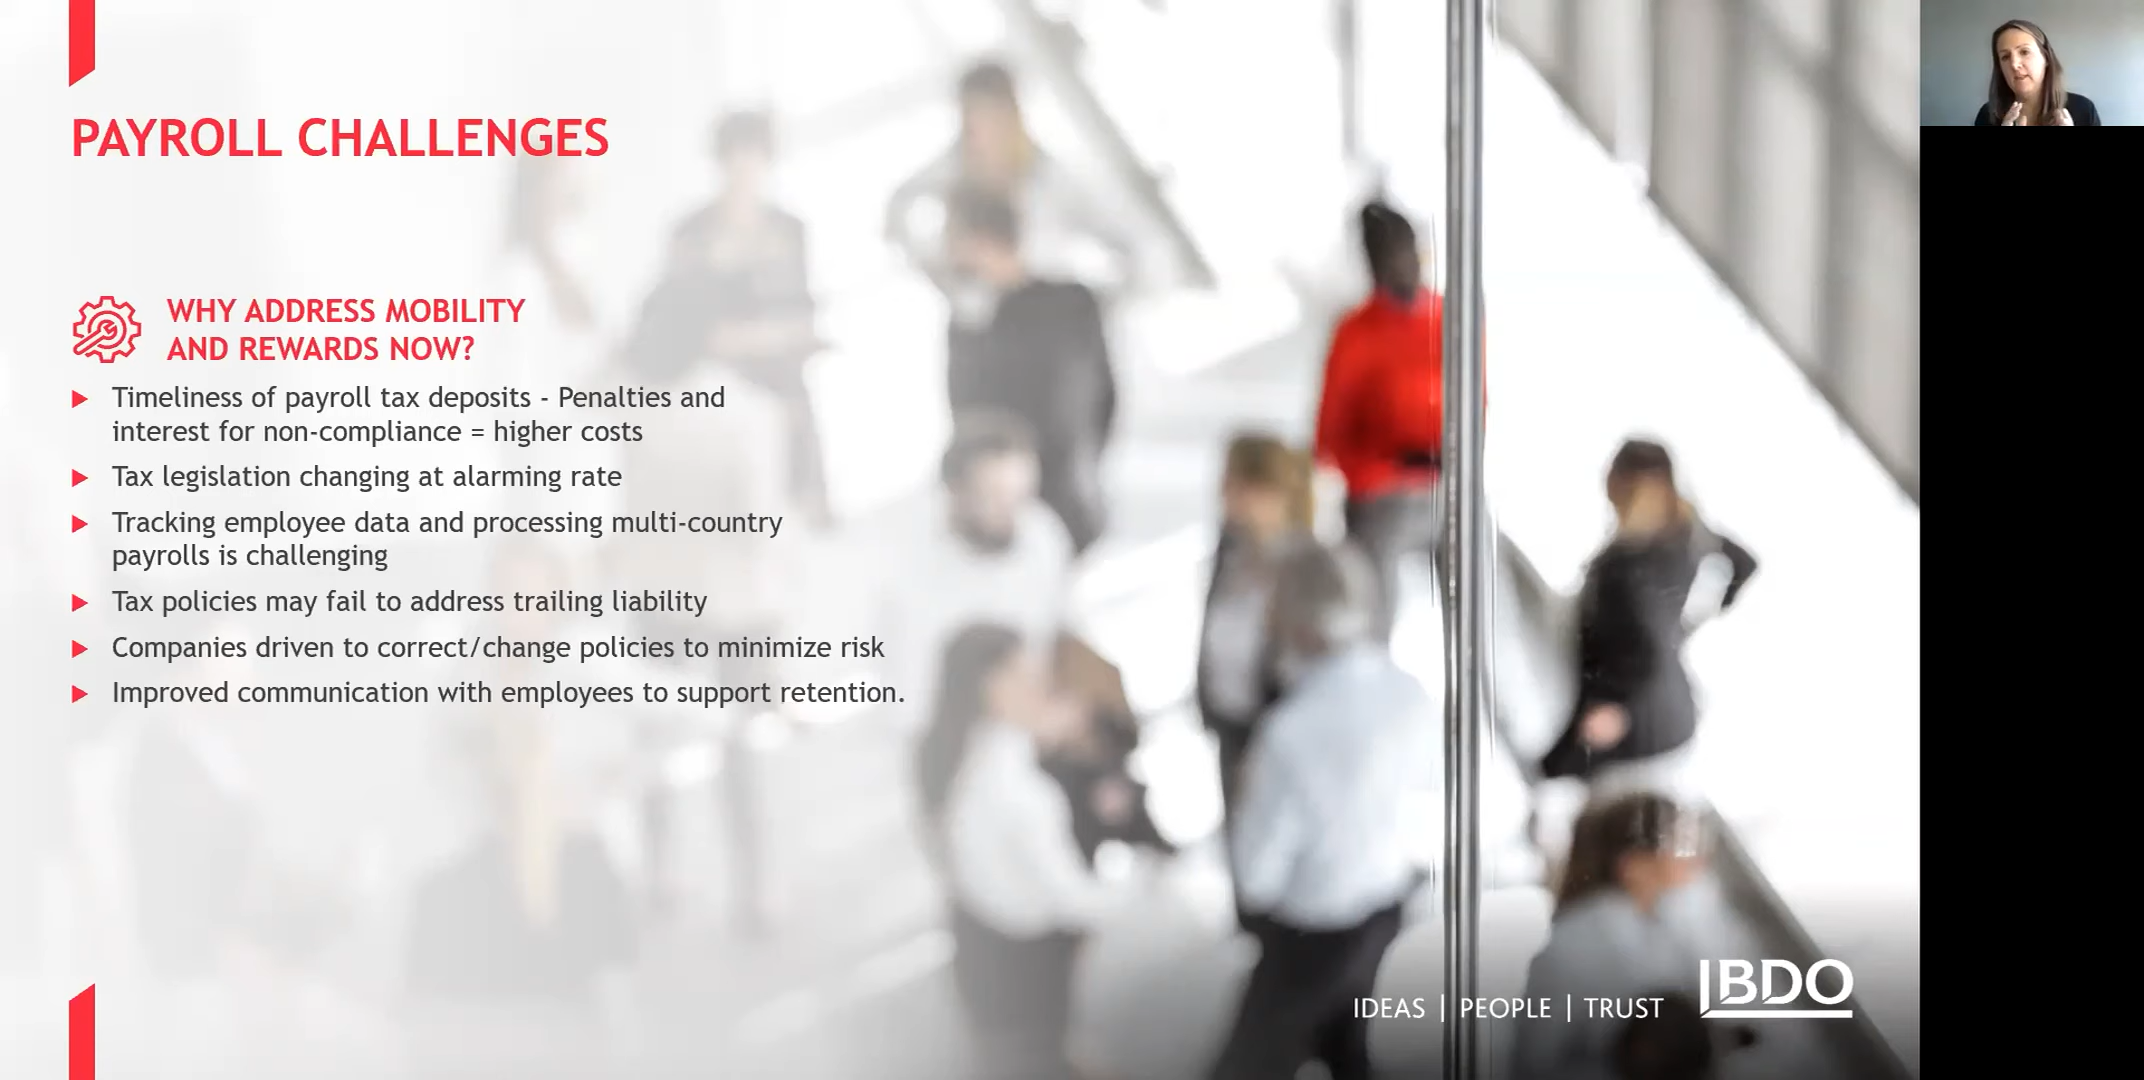 PAYROLL CHALLENGES
WHY ADDRESS MOBILITY
AND REWARDS NOW?
Timeliness of payroll tax deposits - Penalties and
interest for non-compliance = higher costs
Tax legislation changing at alarming rate
Tracking employee data and processing multi-country
payrolls is challenging
Tax policies may fail to address trailing liability
Companies driven to correct/change policies to minimize risk
Improved communication with employees to support retention.
IDEAS | PEOPLE | TRUST
BDO